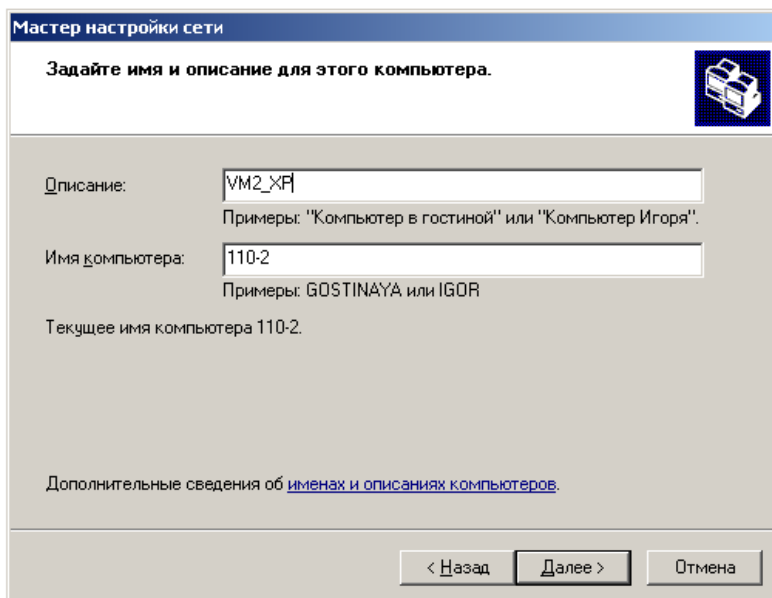 Мастер настройки сети
Задайте имя и описание для этого компьютера.
Описание: VM2_XP
Примеры: "Компьютер в гостиной" или "Компьютер Игоря".
Имя компьютера: 110-2
Примеры: GOSTINAYA или IGOR
Текущее имя компьютера 110-2.
Дополнительные сведения об именах и описаниях компьютеров.
< Назад Далее > Отмена